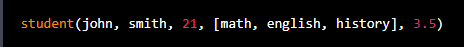 student(john, smith, 21, [math, english, history], 3.5)